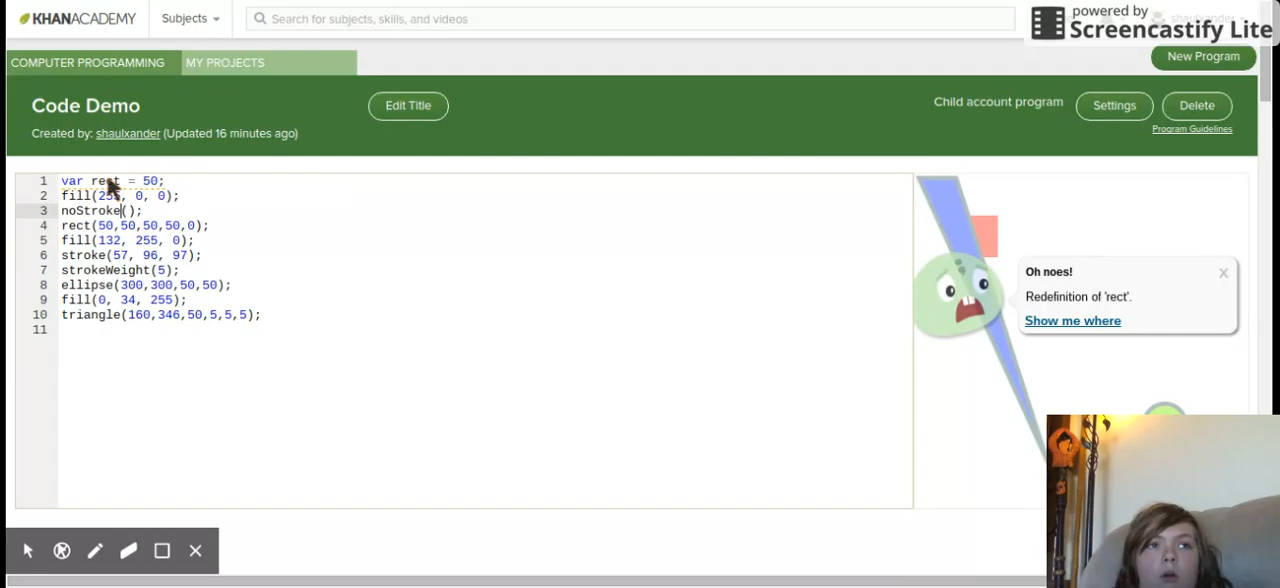 KHANACADEMY
Subjects
Search for subjects, skills, and videos
powered by
Screencastify Lite
COMPUTER PROGRAMMING
MY PROJECTS
New Program
Code Demo
Edit Title
Child account program
Settings
Delete
Created by: shaulxander (Updated 16 minutes ago)
Program Guidelines
1 var rect = 50;
2 fill(255, 0, 0);
3 noStroke();
4 rect(50,50,50,50,0);
5 fill(132, 255, 0);
6 stroke(57, 96, 97);
7 strokeWeight(5);
8 ellipse(300,300,50,50);
9 fill(0, 34, 255);
10 triangle(160,346,50,5,5,5);
11
Oh noes!
X
Redefinition of 'rect'.
Show me where